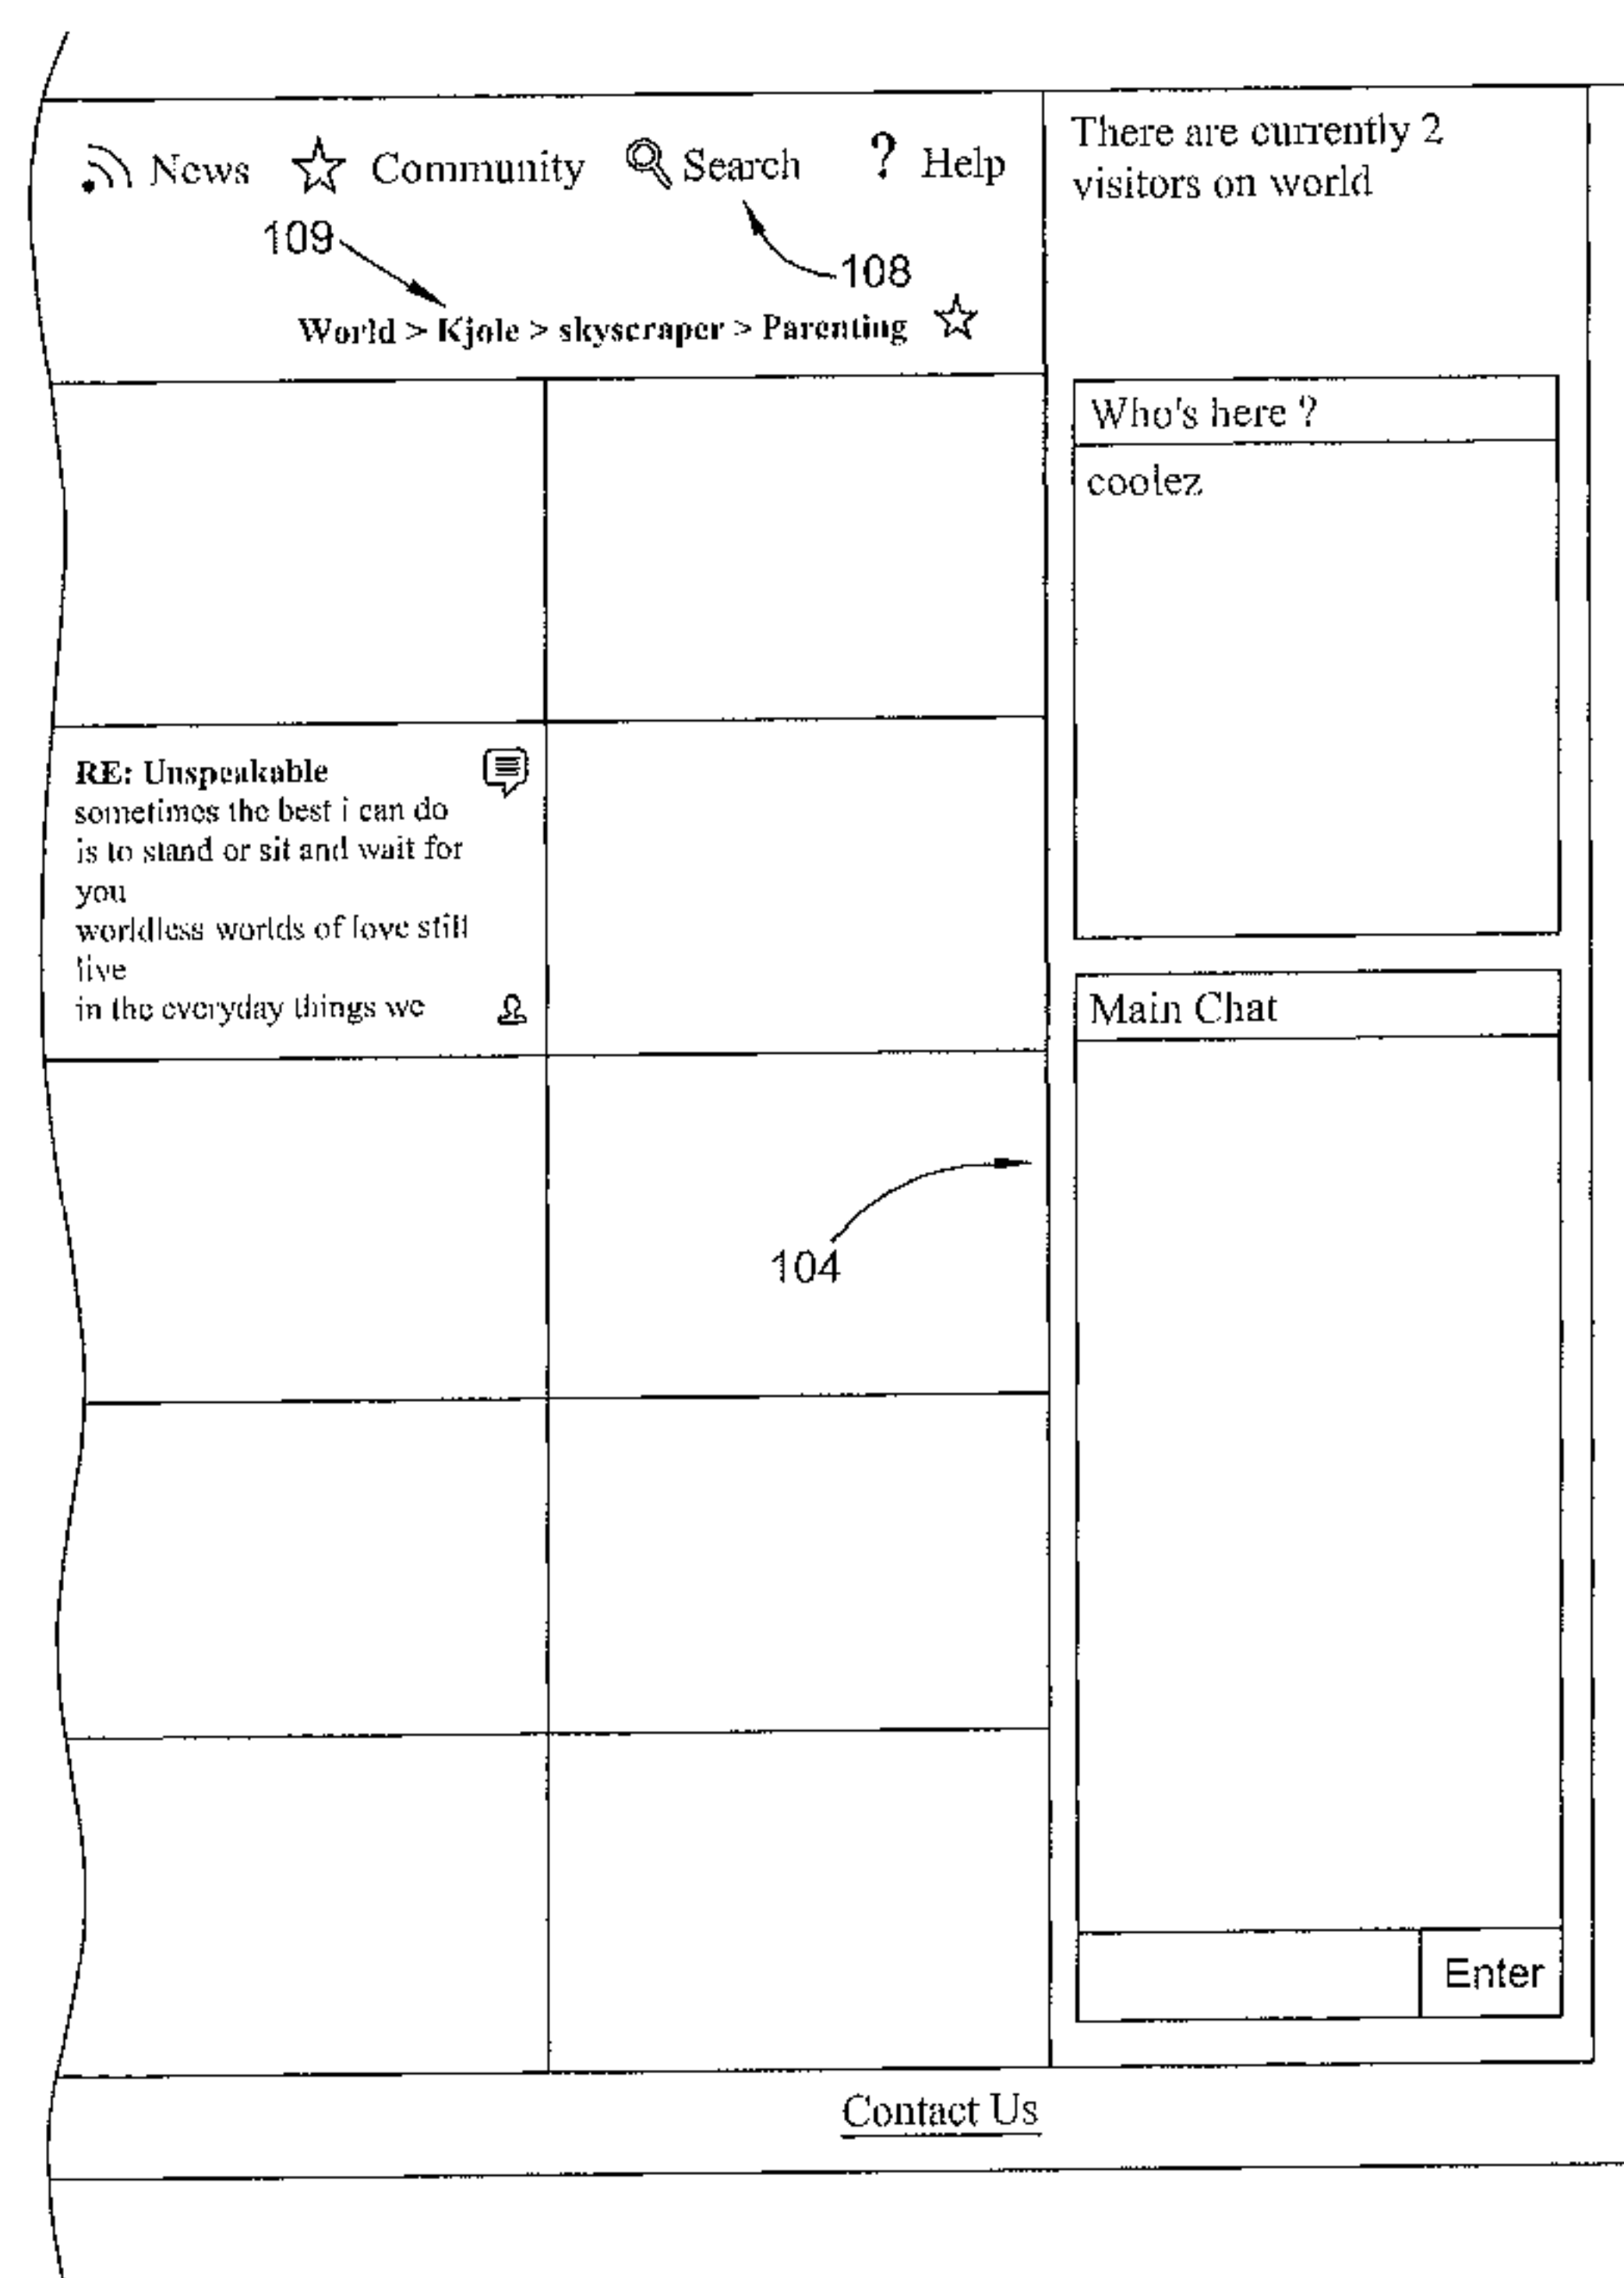 News Community Search ? Help
109
108
World > Kjole > skyscraper > Parenting
There are currently 2
visitors on world
Who's here ?
coolez
RE: Unspeakable
sometimes the best i can do
is to stand or sit and wait for
you
worldless worlds of love still
live
in the everyday things we
Main Chat
104
Enter
Contact Us